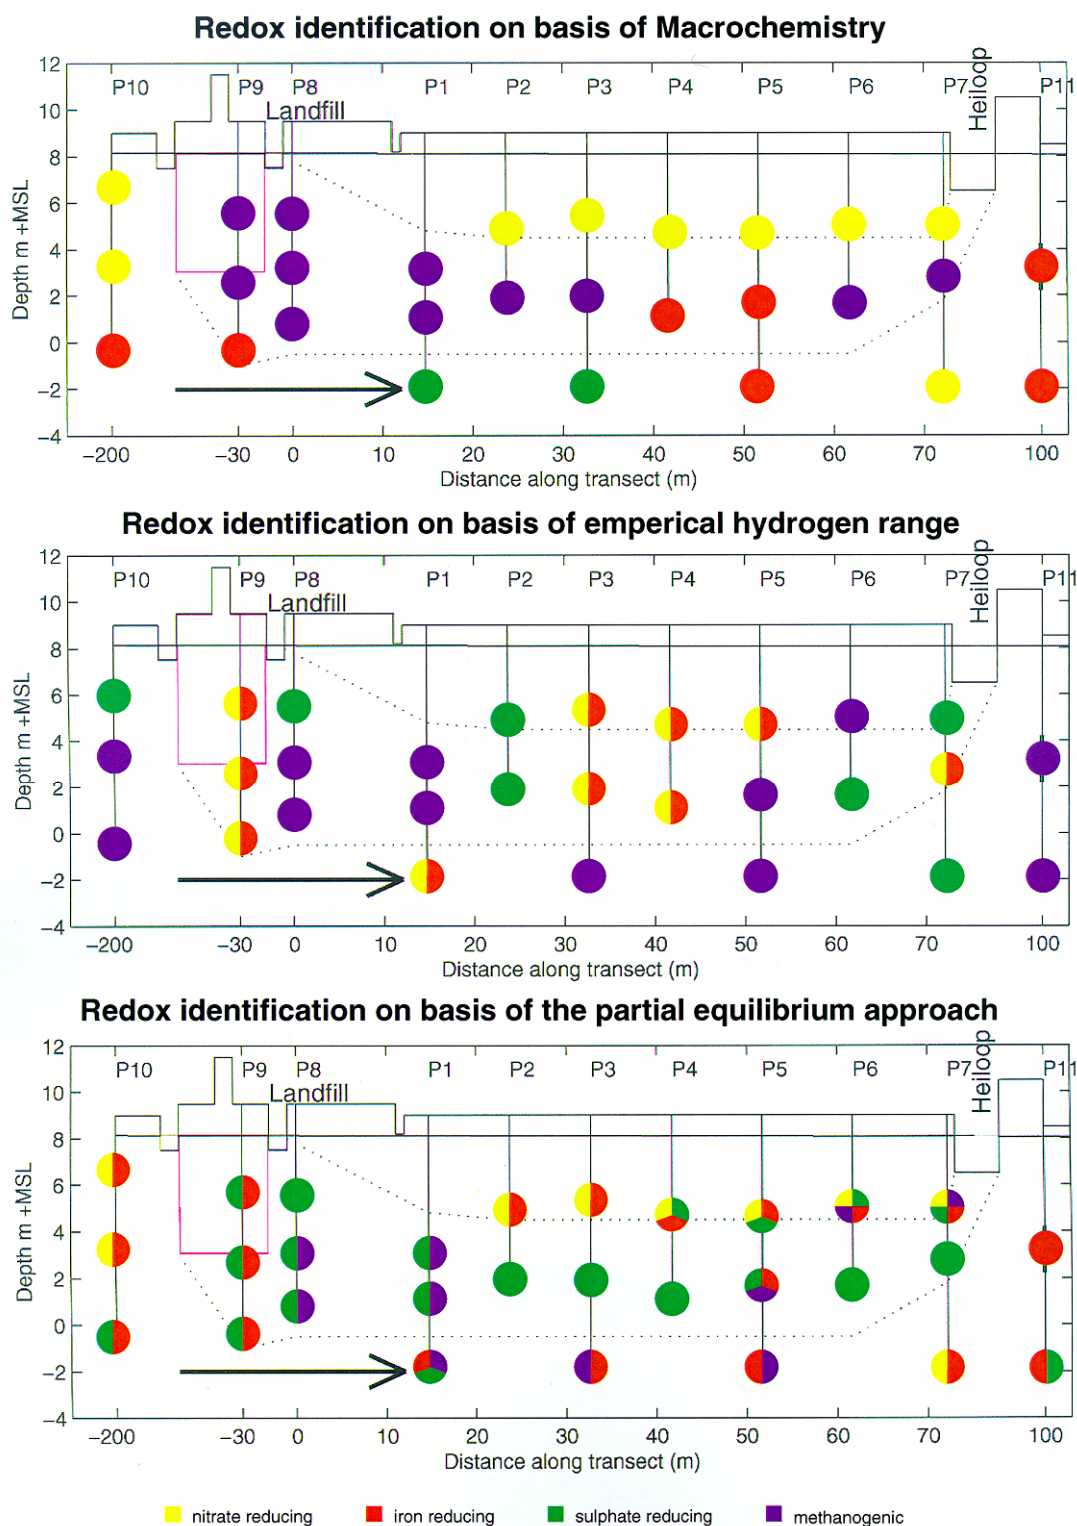 Redox identification on basis of Macrochemistry
12
P10 P9 P8 P1 P2 P3 P4 P5 P6 P7 Heiloop P11
Landfill
10
8
6
4
2
0
−2
−4
Depth m +MSL
−200 −30 0 10 20 30 40 50 60 70 100
Distance along transect (m)
Redox identification on basis of emperical hydrogen range
12
P10 P9 P8 P1 P2 P3 P4 P5 P6 P7 Heiloop P11
Landfill
10
8
6
4
2
0
−2
−4
Depth m +MSL
−200 −30 0 10 20 30 40 50 60 70 100
Distance along transect (m)
Redox identification on basis of the partial equilibrium approach
12
P10 P9 P8 P1 P2 P3 P4 P5 P6 P7 Heiloop P11
Landfill
10
8
6
4
2
0
−2
−4
Depth m +MSL
−200 −30 0 10 20 30 40 50 60 70 100
Distance along transect (m)
nitrate reducing iron reducing sulphate reducing methanogenic